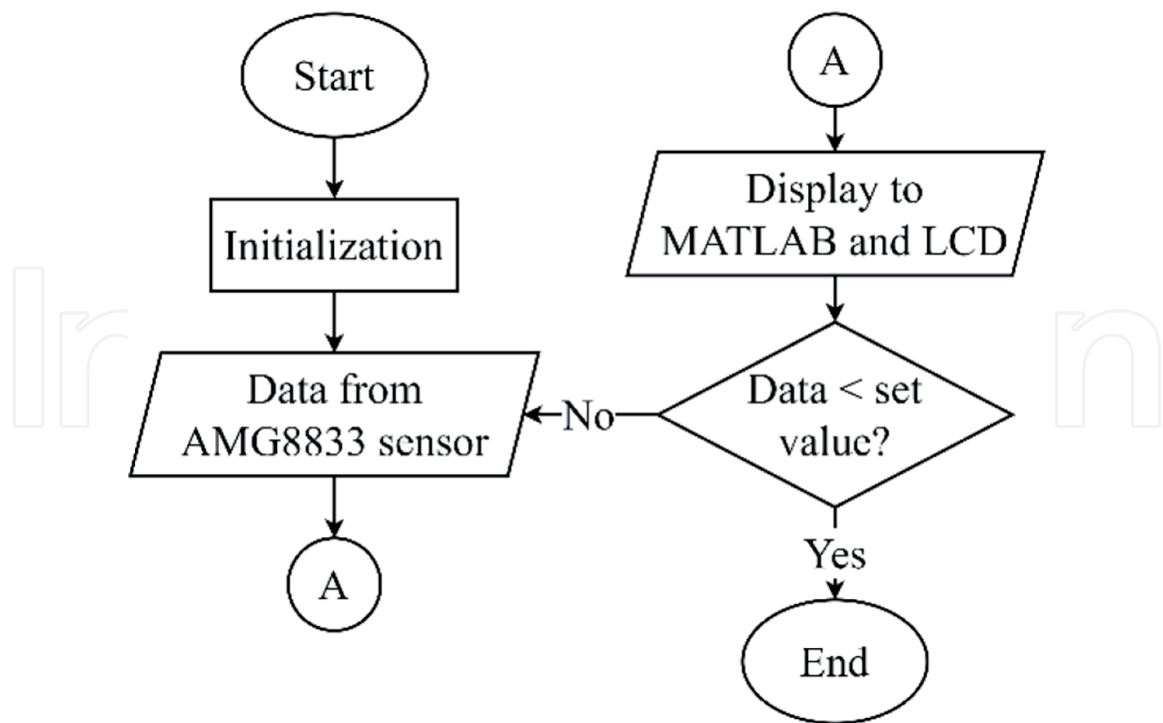 Start
Initialization
Data from
AMG8833 sensor
A
A
Display to
MATLAB and LCD
Data < set
value?
No
Yes
End